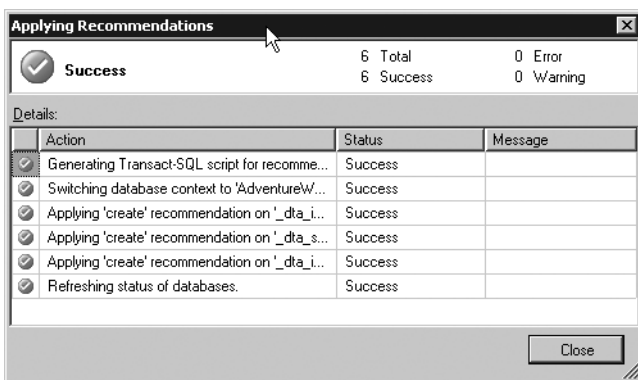 Applying Recommendations
Success
6 Total
6 Success
0 Error
0 Warning
Details:
Action Status Message
Generating Transact-SQL script for recomme... Success
Switching database context to 'AdventureW... Success
Applying 'create' recommendation on '_dta_i... Success
Applying 'create' recommendation on '_dta_s... Success
Applying 'create' recommendation on '_dta_i... Success
Refreshing status of databases. Success
Close